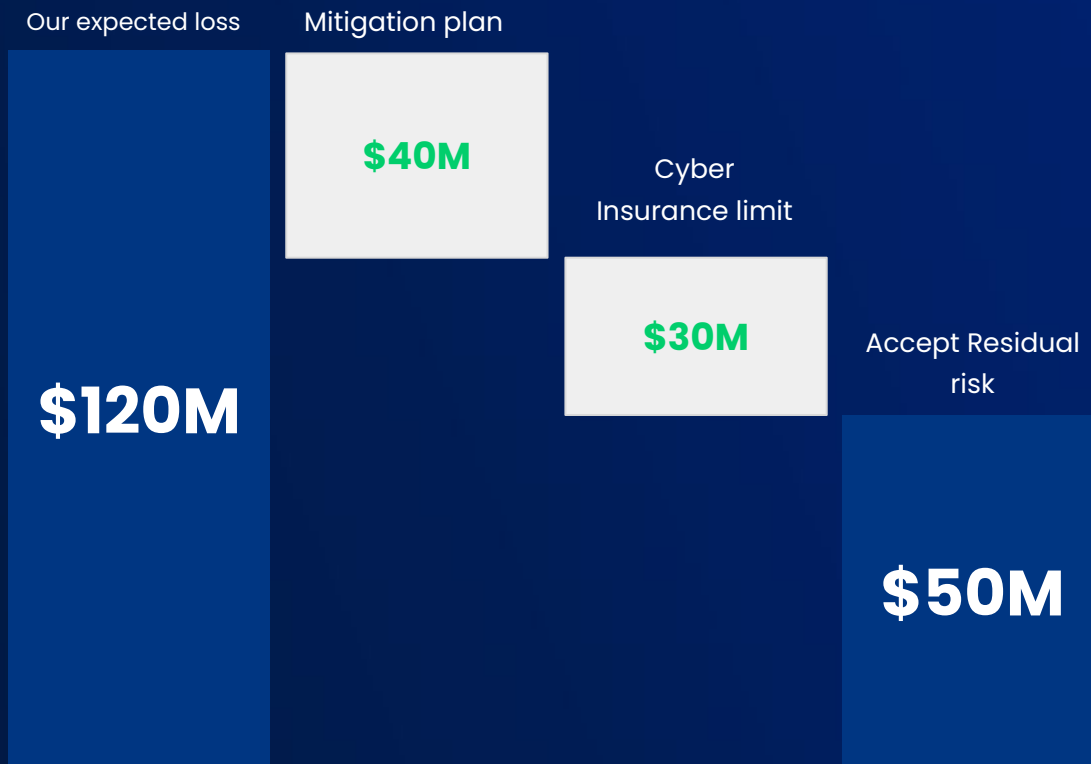 Our expected loss
$120M
Mitigation plan
$40M
Cyber
Insurance limit
$30M
Accept Residual
risk
$50M